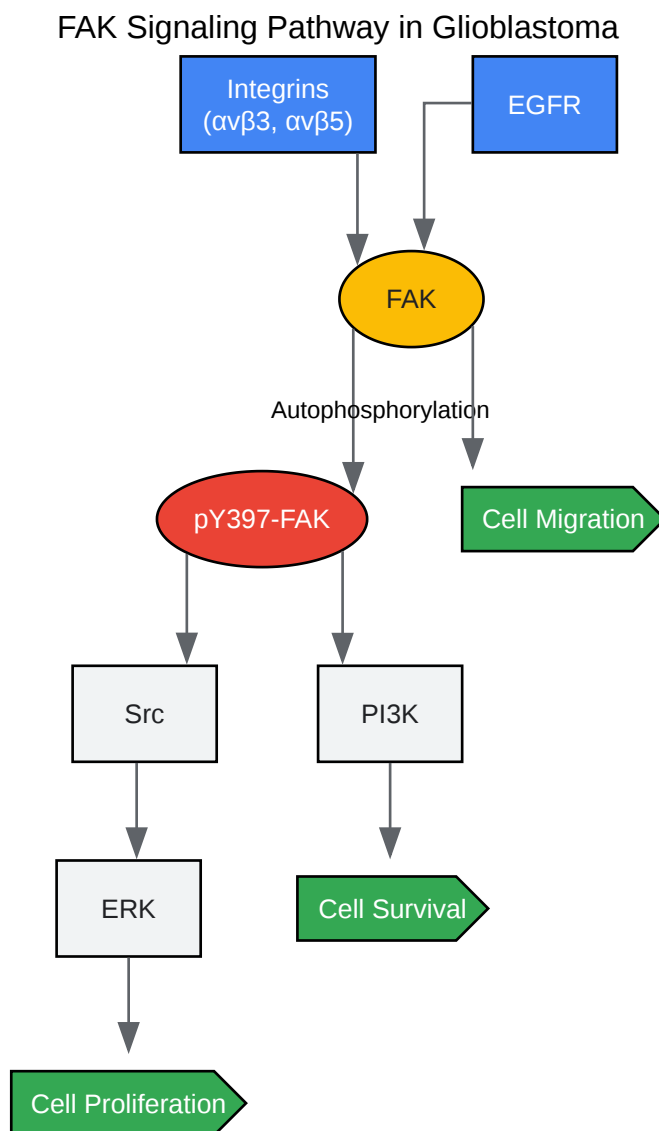 FAK Signaling Pathway in Glioblastoma
Integrins
(αvβ3, αvβ5)
EGFR
FAK
Autophosphorylation
pY397-FAK
Cell Migration
Src
PI3K
ERK
Cell Survival
Cell Proliferation